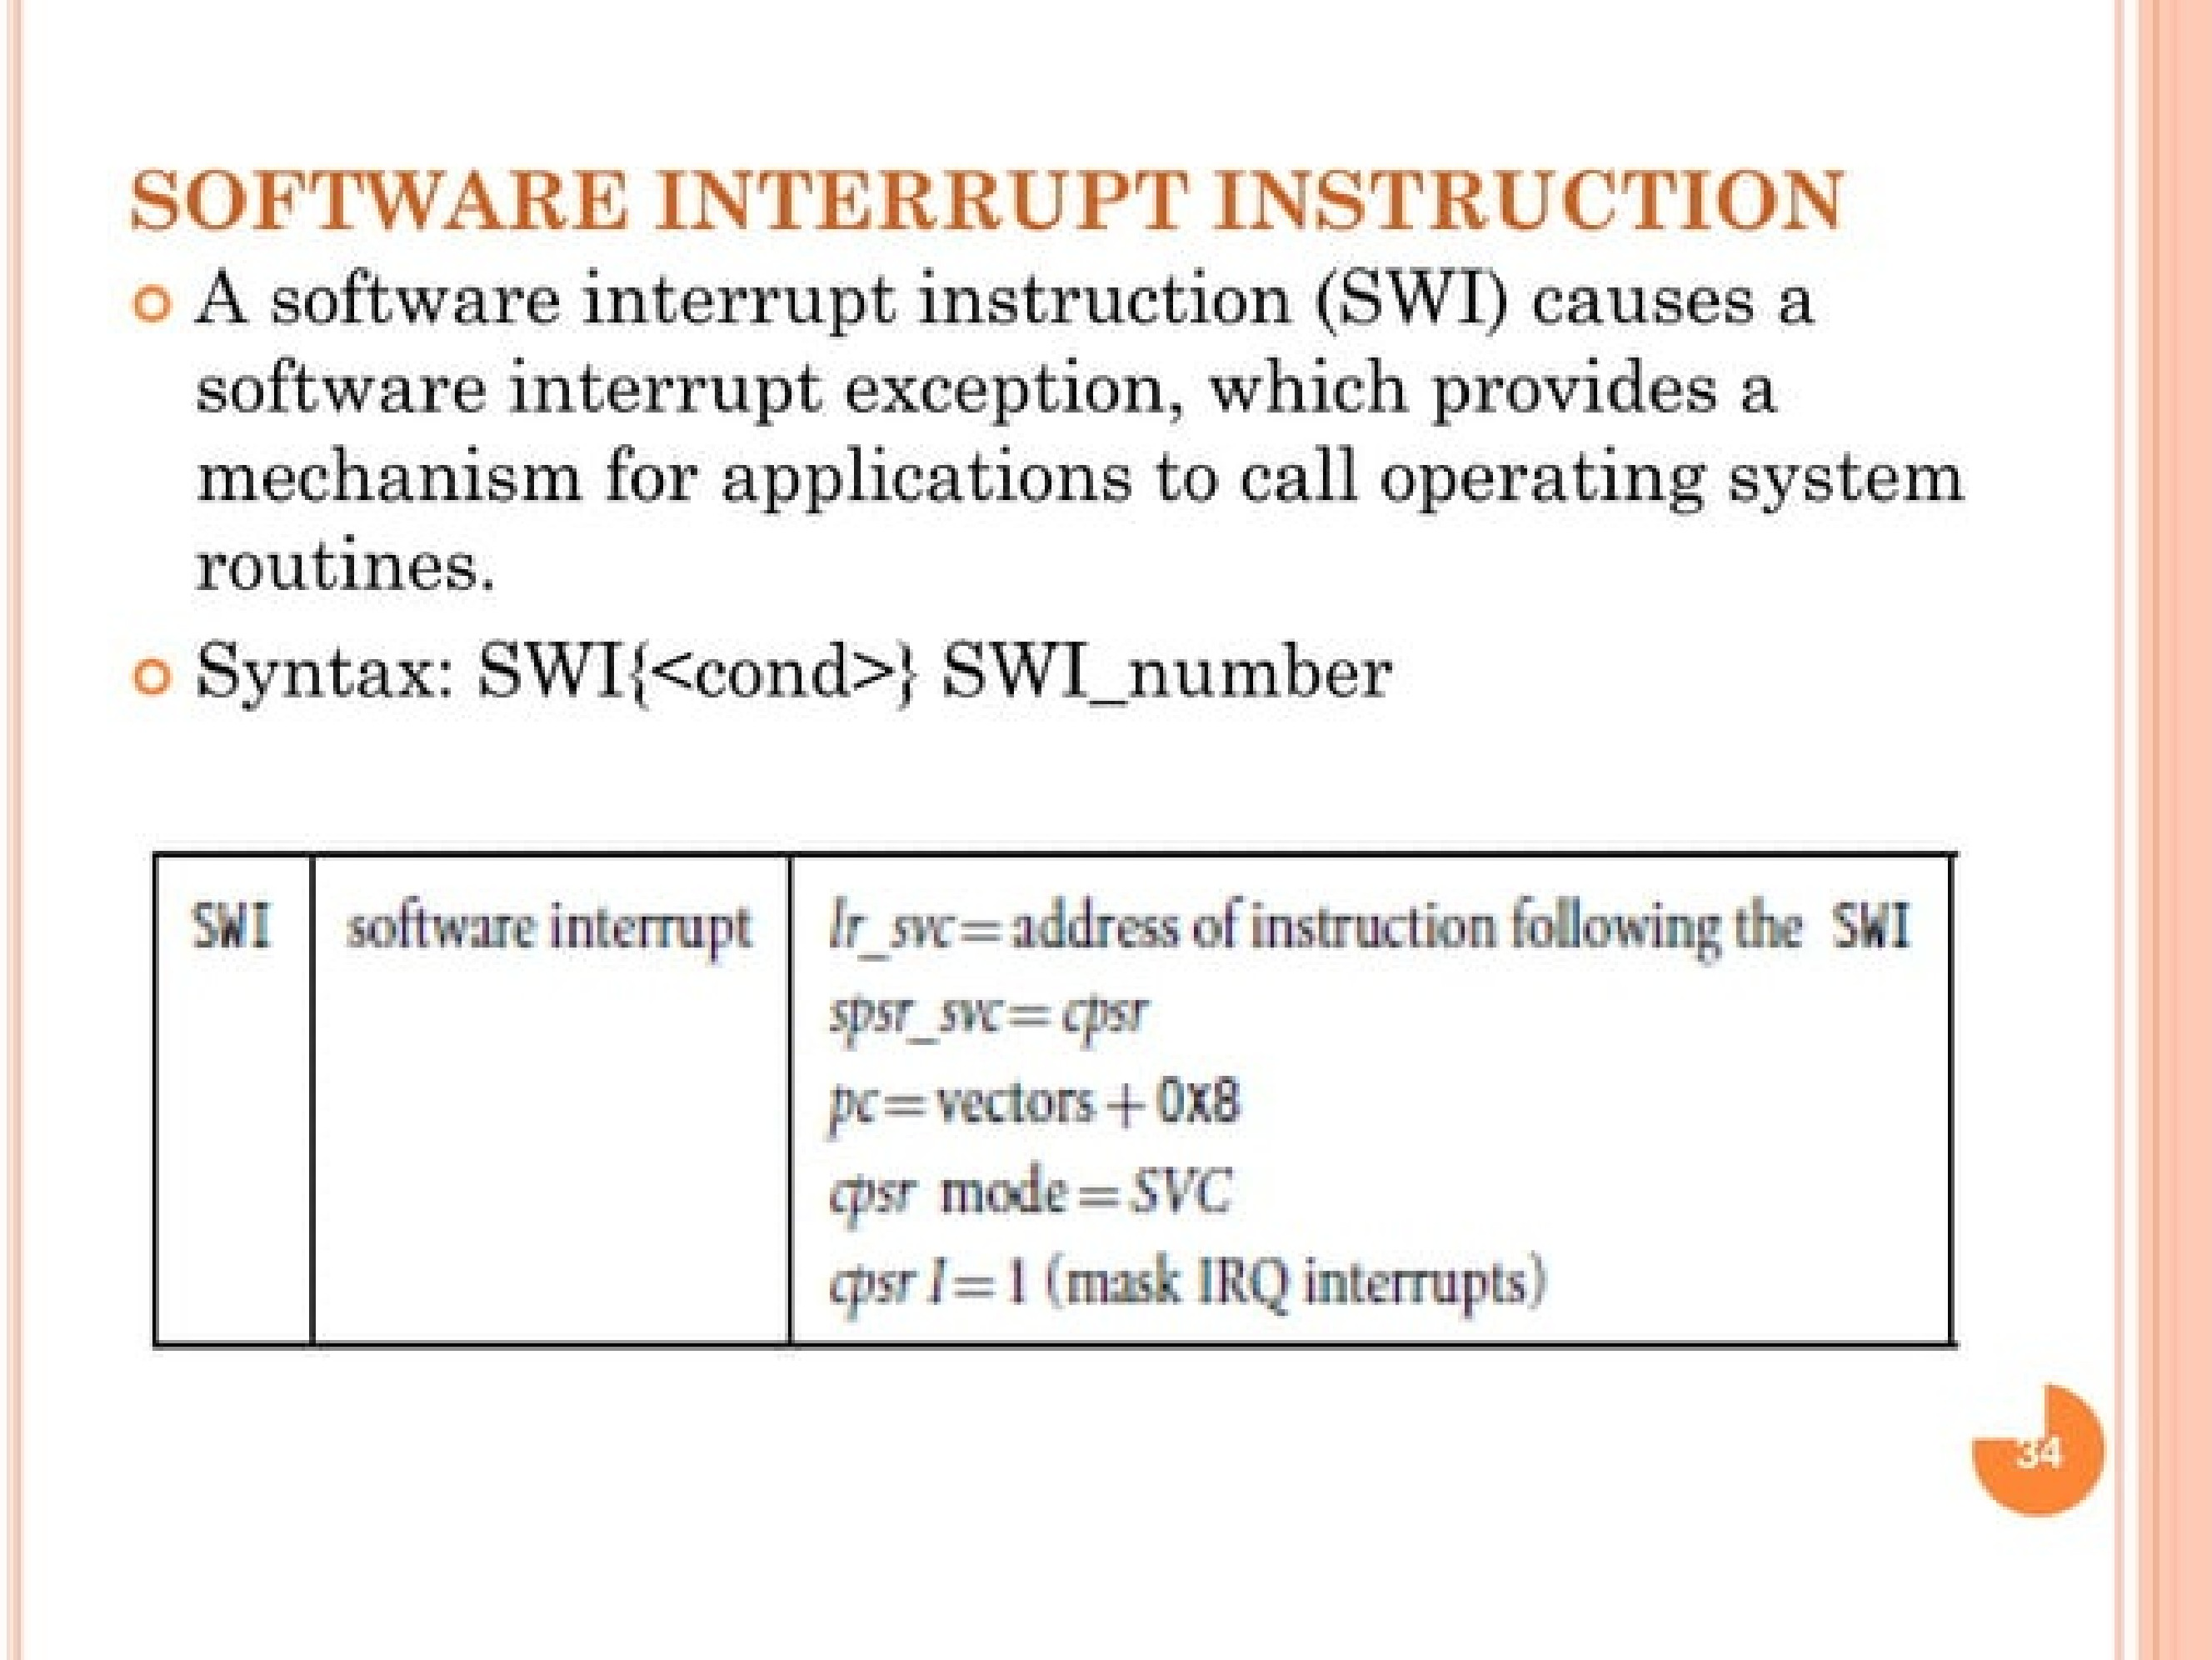 SOFTWARE INTERRUPT INSTRUCTION
A software interrupt instruction (SWI) causes a
software interrupt exception, which provides a
mechanism for applications to call operating system
routines.
Syntax: SWI{<cond>} SWI_number
SWI software interrupt lr_svc=address of instruction following the SWI
spsr_svc=cpsr
pc=vectors+0x8
cpsr mode=SVC
cpsr I=1 (mask IRQ interrupts)
34